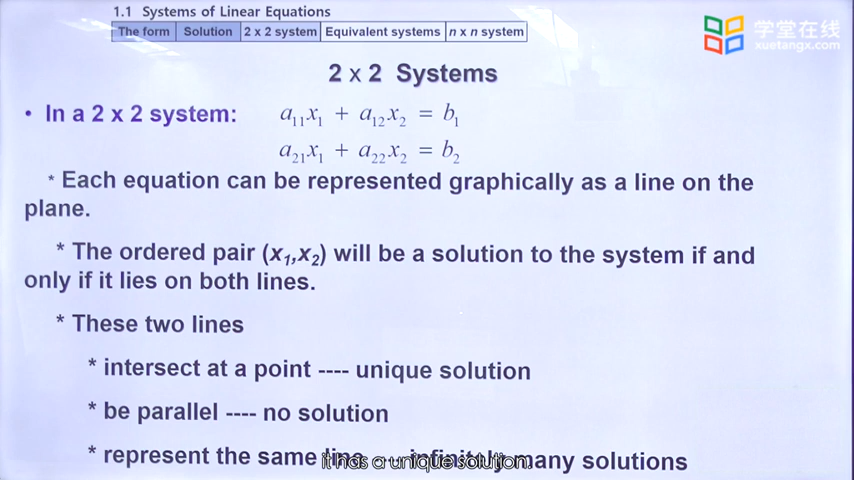 1.1 Systems of Linear Equations
The form | Solution | 2 x 2 system | Equivalent systems | n x n system
学堂在线
xuetangx.com
2 x 2 Systems
• In a 2 x 2 system: a₁₁x₁ + a₁₂x₂ = b₁
a₂₁x₁ + a₂₂x₂ = b₂
* Each equation can be represented graphically as a line on the
plane.
* The ordered pair (x₁,x₂) will be a solution to the system if and
only if it lies on both lines.
* These two lines
* intersect at a point ---- unique solution
* be parallel ---- no solution
* represent the same line ---- infinitely many solutions
it has a unique solution.